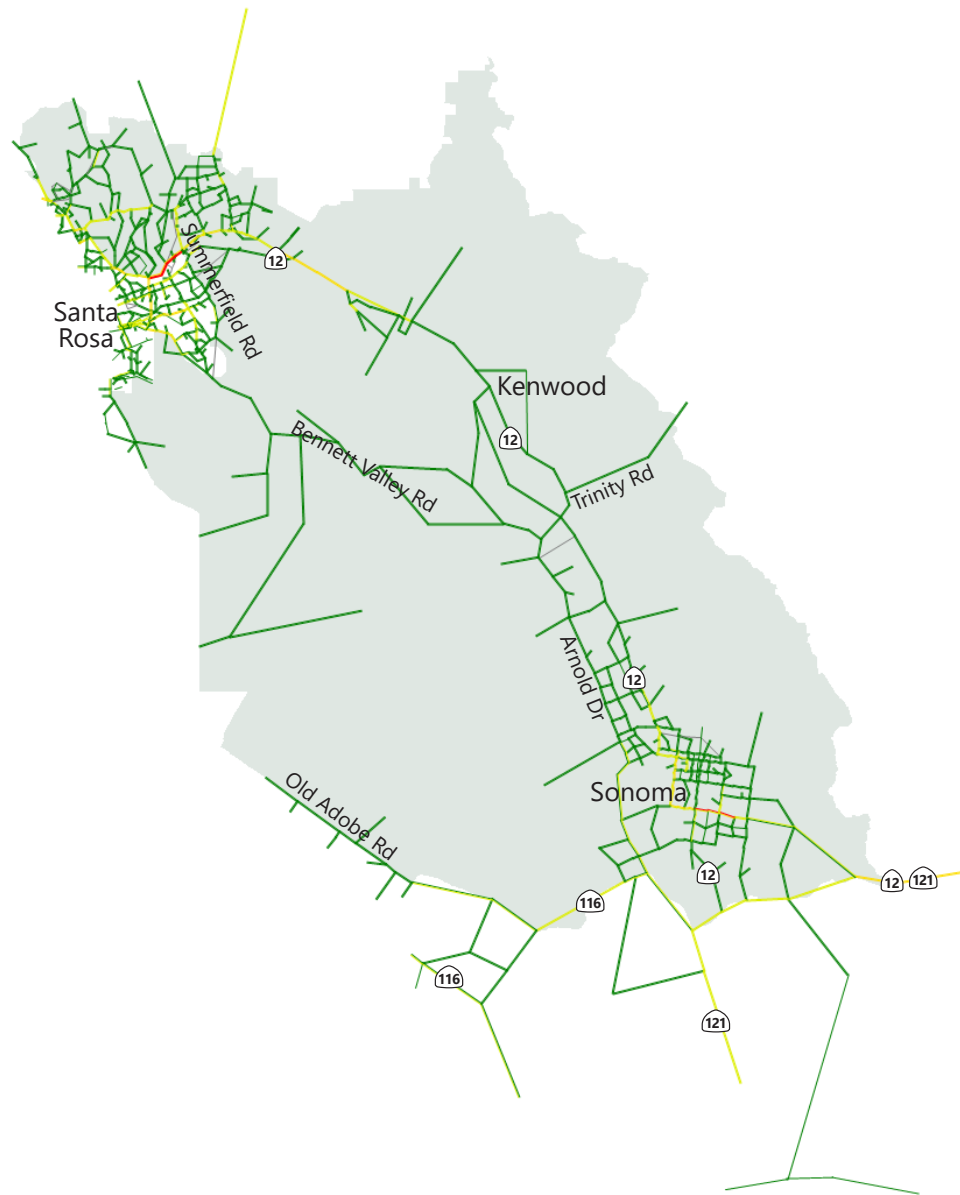 Summerfield Rd
12
Santa
Rosa
Kenwood
12
Bennett Valley Rd
Trinity Rd
Arnold Dr
12
Old Adobe Rd
Sonoma
12
12
121
116
116
121